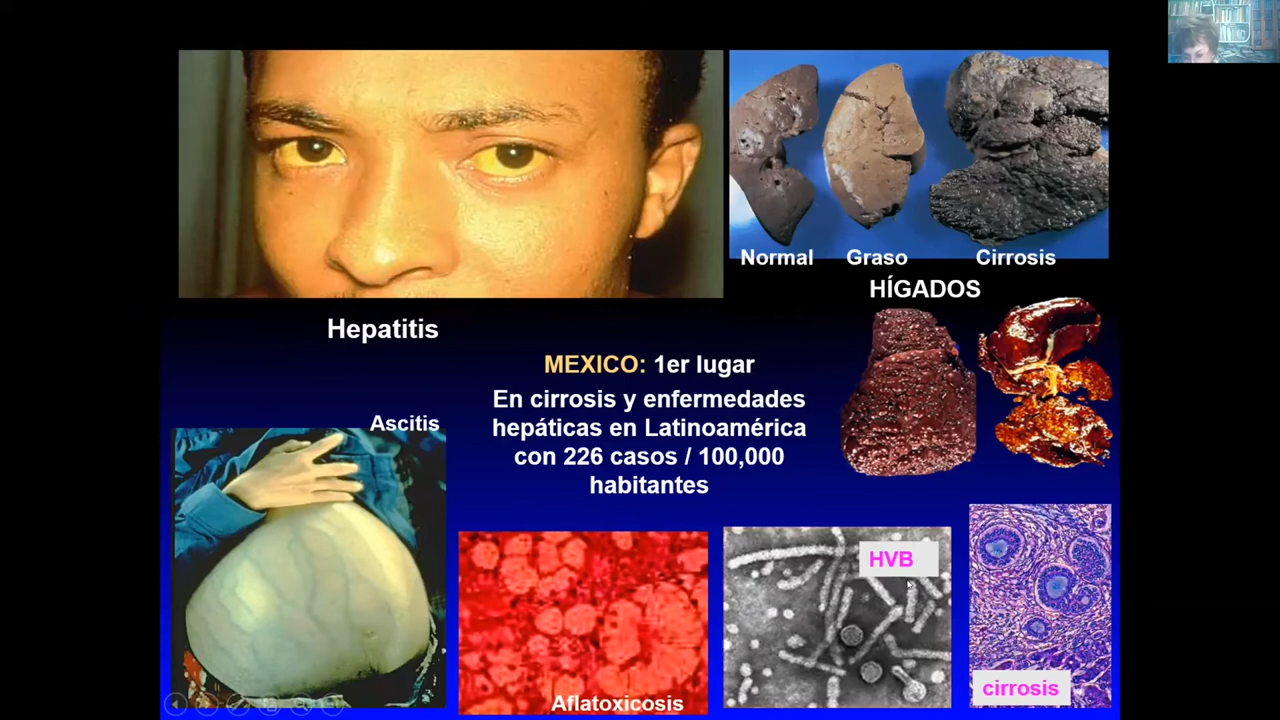 Normal
Graso
Cirrosis
HÍGADOS
Hepatitis
MEXICO: 1er lugar
En cirrosis y enfermedades
hepáticas en Latinoamérica
con 226 casos / 100,000
habitantes
Ascitis
Aflatoxicosis
HVB
cirrosis